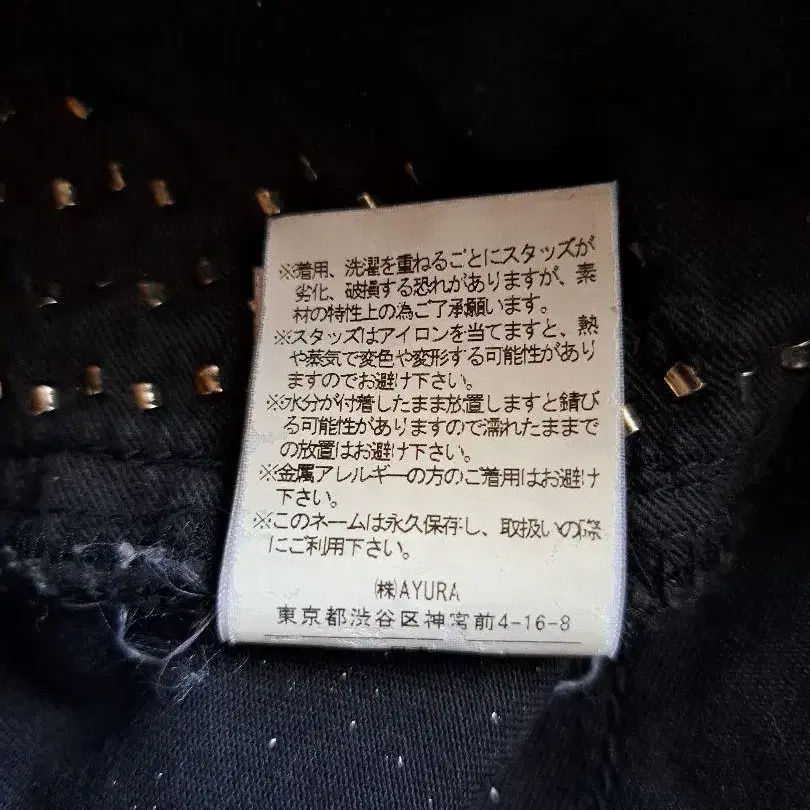 ※着用、洗濯を重ねるごとにスタッズが
劣化、破損する恐れがありますが、素
材の特性上の為ご了承願います。
※スタッズはアイロンを当てますと、熱
や蒸気で変色や変形する可能性があり
ますのでお避け下さい。
※水分が付着したまま放置しますと錆び
る可能性がありますので濡れたままで
の放置はお避け下さい。
※金属アレルギーの方のご着用はお避け
下さい。
※このネームは永久保存し、取扱いの際
にご利用下さい。
㈱AYURA
東京都渋谷区神宮前4-16-8